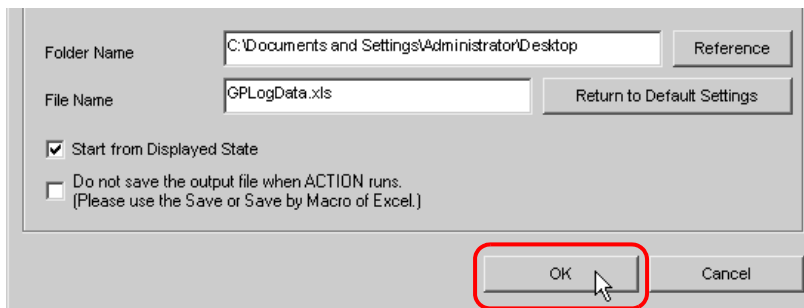 Folder Name
C:\Documents and Settings\Administrator\Desktop
Reference
File Name
GPLogData.xls
Return to Default Settings
Start from Displayed State
Do not save the output file when ACTION runs.
(Please use the Save or Save by Macro of Excel.)
OK
Cancel